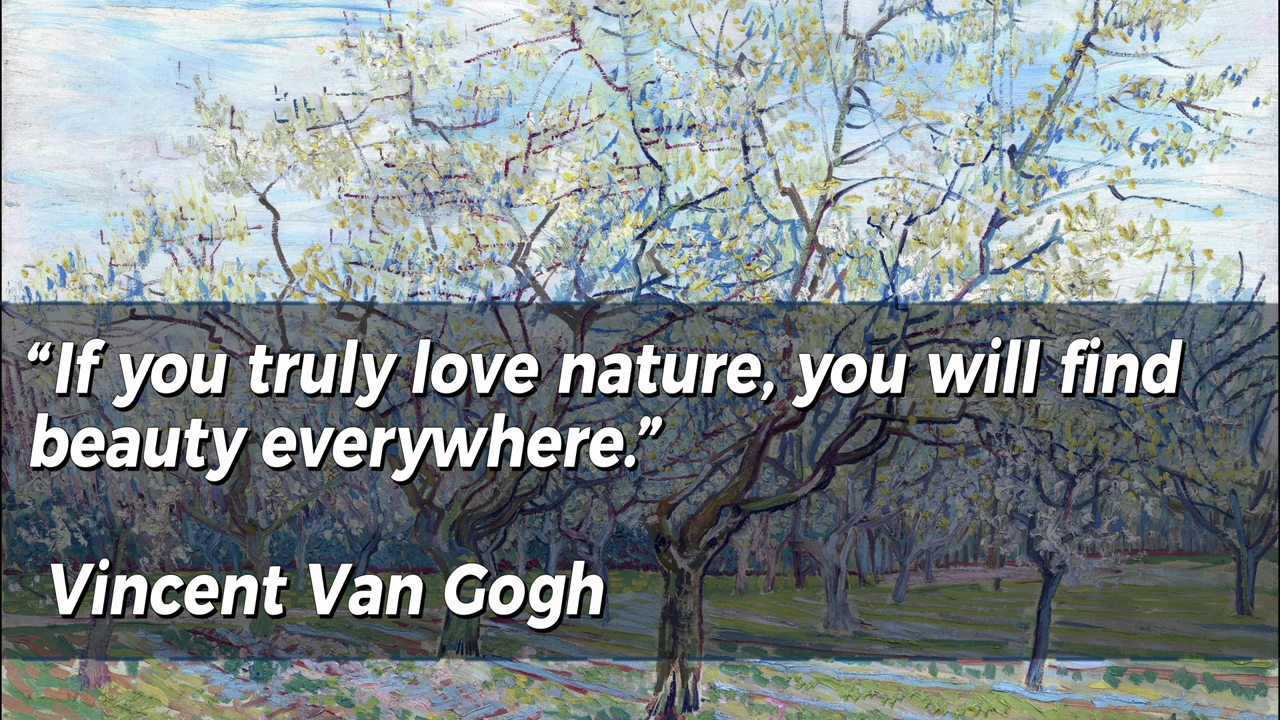 “If you truly love nature, you will find
beauty everywhere.”
Vincent Van Gogh